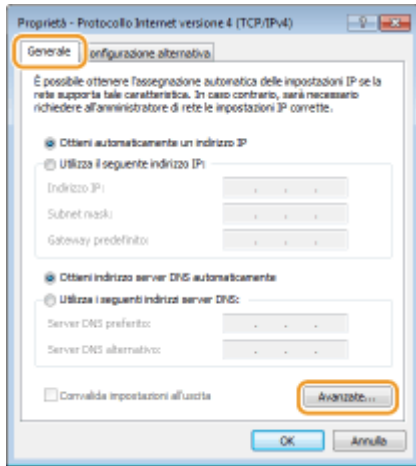 Proprietà - Protocollo Internet versione 4 (TCP/IPv4)
Generale
Configurazione alternativa
È possibile ottenere l'assegnazione automatica delle impostazioni IP se la
rete supporta tale caratteristica. In caso contrario, sarà necessario
richiedere all'amministratore di rete le impostazioni IP corrette.
Ottieni automaticamente un indirizzo IP
Utilizza il seguente indirizzo IP:
Indirizzo IP:
Subnet mask:
Gateway predefinito:
Ottieni indirizzo server DNS automaticamente
Utilizza i seguenti indirizzi server DNS:
Server DNS preferito:
Server DNS alternativo:
Convalida impostazioni all'uscita
Avanzate...
OK
Annulla